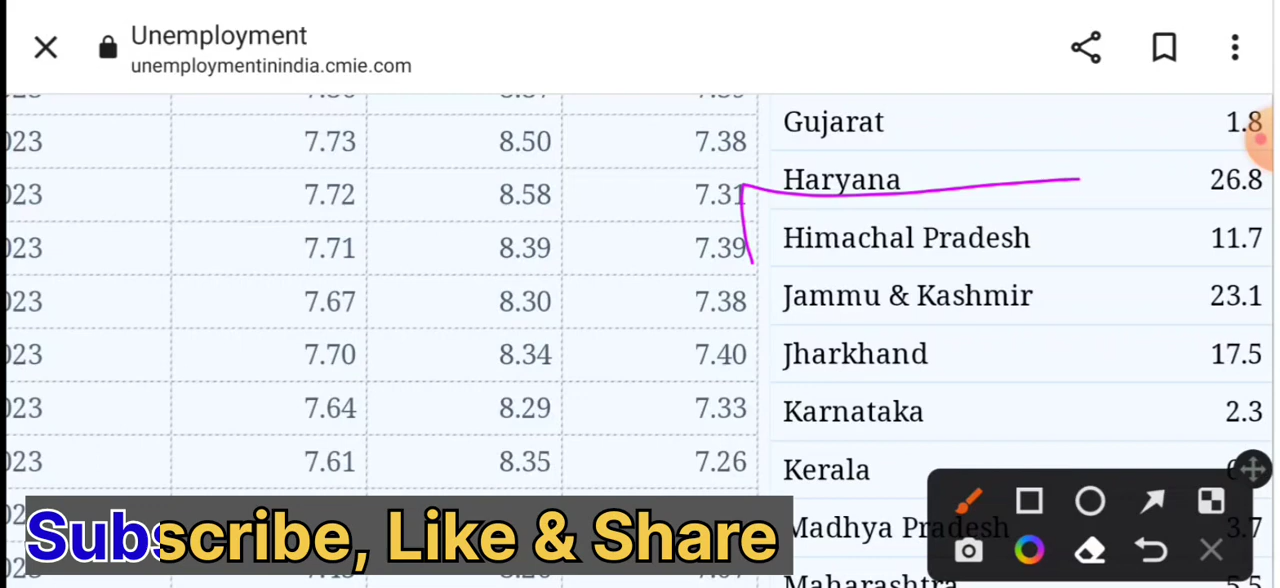 Unemployment
unemploymentinindia.cmie.com
023 7.73 8.50 7.38
023 7.72 8.58 7.31
023 7.71 8.39 7.39
023 7.67 8.30 7.38
023 7.70 8.34 7.40
023 7.64 8.29 7.33
023 7.61 8.35 7.26
Gujarat 1.8
Haryana 26.8
Himachal Pradesh 11.7
Jammu & Kashmir 23.1
Jharkhand 17.5
Karnataka 2.3
Kerala
Madhya Pradesh 3.7
Maharashtra 5.5
Subscribe, Like & Share